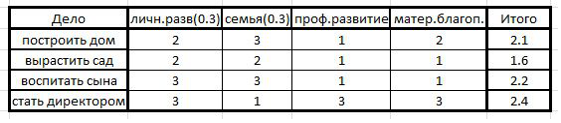 Дело личн.разв(0.3) семья(0.3) проф.развитие матер.благоп. Итого
построить дом 2 3 1 2 2.1
вырастить сад 2 2 1 1 1.6
воспитать сына 3 3 1 1 2.2
стать директором 3 1 3 3 2.4